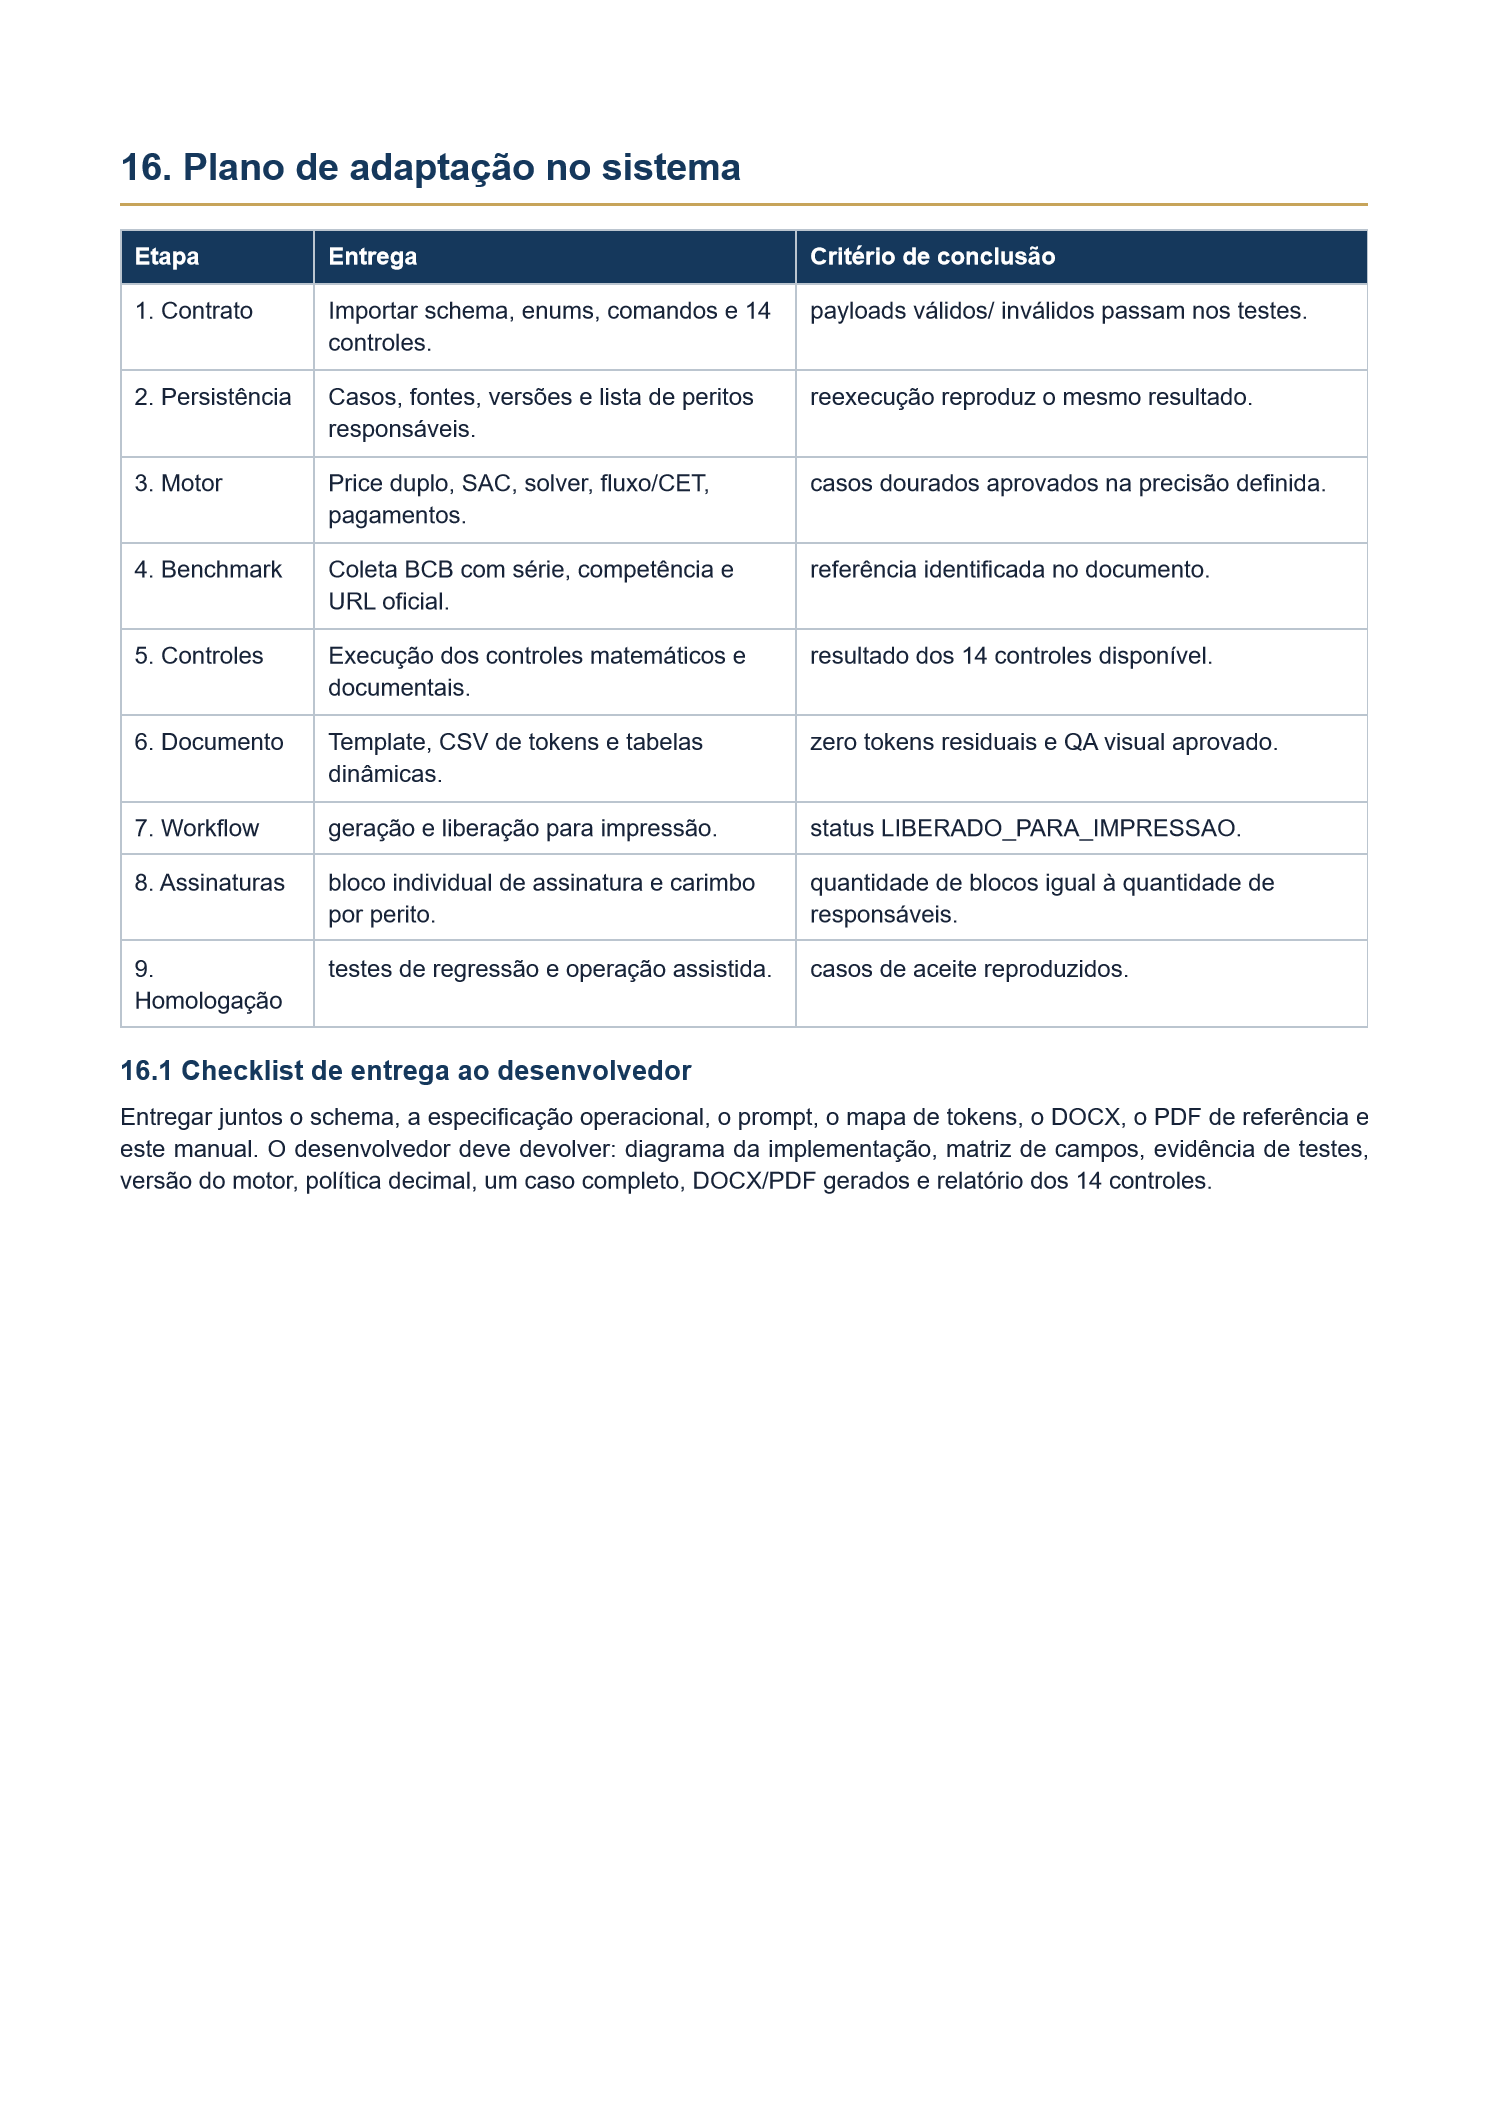 16. Plano de adaptação no sistema
Etapa Entrega Critério de conclusão
1. Contrato Importar schema, enums, comandos e 14 payloads válidos/ inválidos passam nos testes.
controles.
2. Persistência Casos, fontes, versões e lista de peritos reexecução reproduz o mesmo resultado.
responsáveis.
3. Motor Price duplo, SAC, solver, fluxo/CET, casos dourados aprovados na precisão definida.
pagamentos.
4. Benchmark Coleta BCB com série, competência e referência identificada no documento.
URL oficial.
5. Controles Execução dos controles matemáticos e resultado dos 14 controles disponível.
documentais.
6. Documento Template, CSV de tokens e tabelas zero tokens residuais e QA visual aprovado.
dinâmicas.
7. Workflow geração e liberação para impressão. status LIBERADO_PARA_IMPRESSAO.
8. Assinaturas bloco individual de assinatura e carimbo quantidade de blocos igual à quantidade de
por perito. responsáveis.
9. testes de regressão e operação assistida. casos de aceite reproduzidos.
Homologação
16.1 Checklist de entrega ao desenvolvedor
Entregar juntos o schema, a especificação operacional, o prompt, o mapa de tokens, o DOCX, o PDF de referência e
este manual. O desenvolvedor deve devolver: diagrama da implementação, matriz de campos, evidência de testes,
versão do motor, política decimal, um caso completo, DOCX/PDF gerados e relatório dos 14 controles.